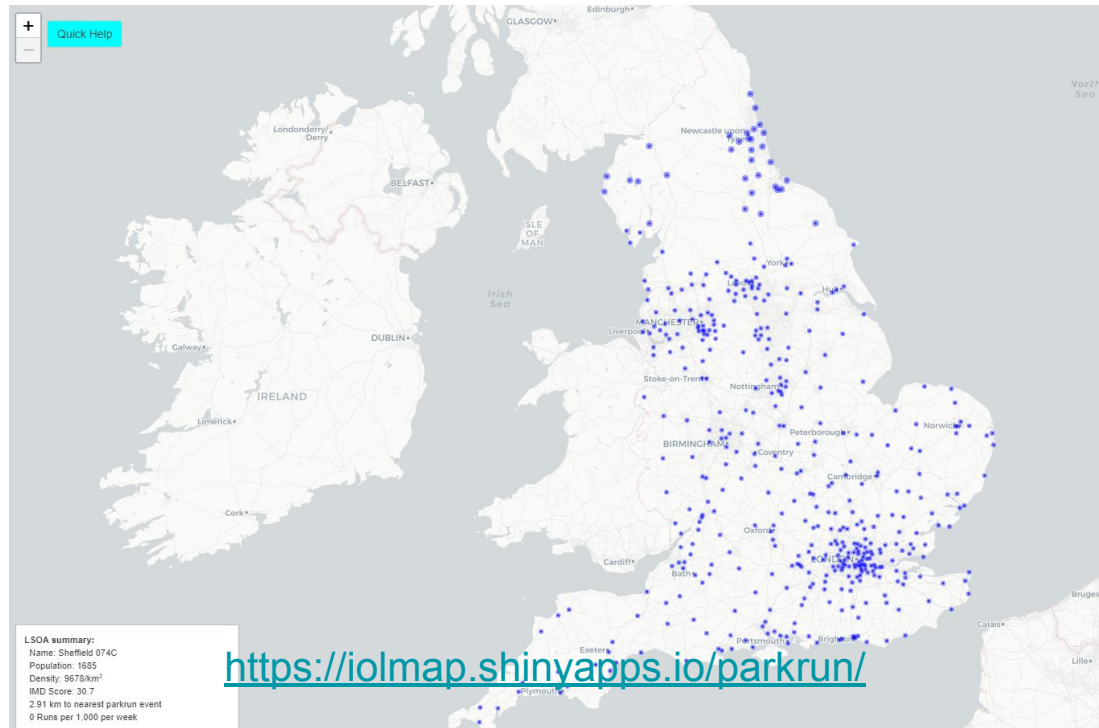 Edinburgh
GLASGOW
+
Quick Help
−
North
Sea
Londonderry/
Derry
Newcastle upon
Tyne
BELFAST
ISLE
OF
MAN
York
Irish
Sea
Leeds
Hull
MANCHESTER
Liverpool
DUBLIN
Galway
Stoke-on-Trent
Nottingham
IRELAND
Limerick
Norwich
Peterborough
BIRMINGHAM
Coventry
Cambridge
Cork
Oxford
LONDON
Cardiff
Bath
Bruges
Calais
LSOA summary:
Name: Sheffield 074C
Population: 1685
Density: 9678/km²
IMD Score: 30.7
2.91 km to nearest parkrun event
0 Runs per 1,000 per week
Portsmouth
Brighton
Exeter
Lille
https://iolmap.shinyapps.io/parkrun/
Plymouth